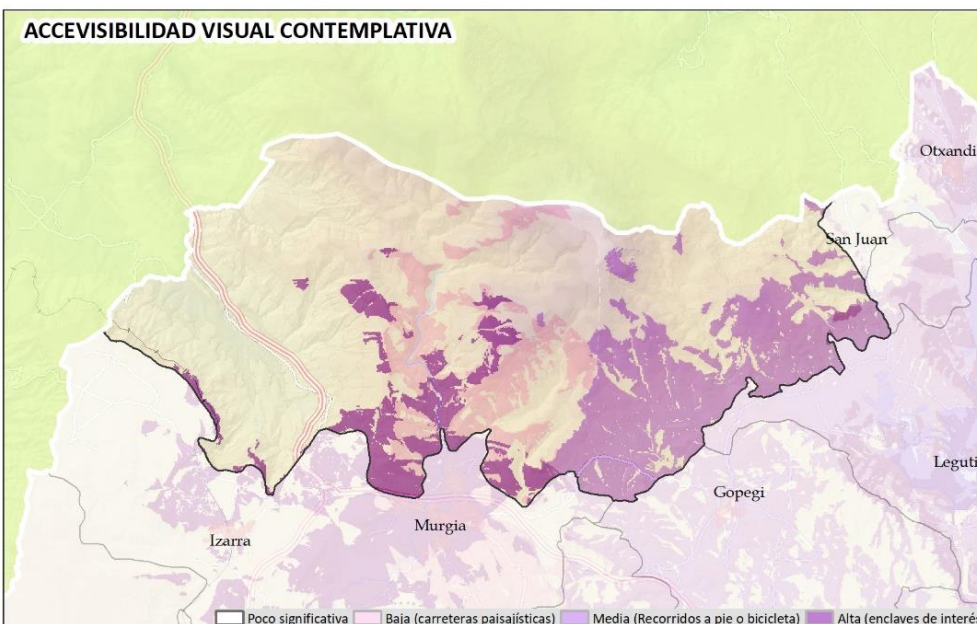 ACCEVISIBILIDAD VISUAL CONTEMPLATIVA
Otxandi
San Juan
Leguti
Gopegi
Murgia
Izarra
Poco significativa
Baja (carreteras paisajísticas)
Media (Recorridos a pie o bicicleta)
Alta (enclaves de interé